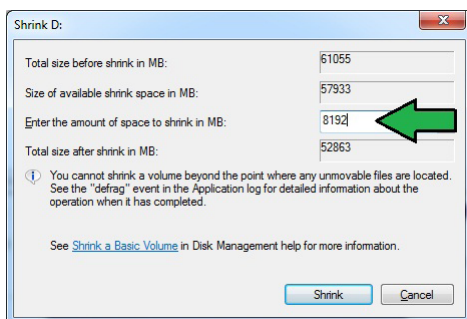 Shrink D:
Total size before shrink in MB: 61055
Size of available shrink space in MB: 57933
Enter the amount of space to shrink in MB: 8192
Total size after shrink in MB: 52863
You cannot shrink a volume beyond the point where any unmovable files are located.
See the "defrag" event in the Application log for detailed information about the
operation when it has completed.
See Shrink a Basic Volume in Disk Management help for more information.
Shrink Cancel